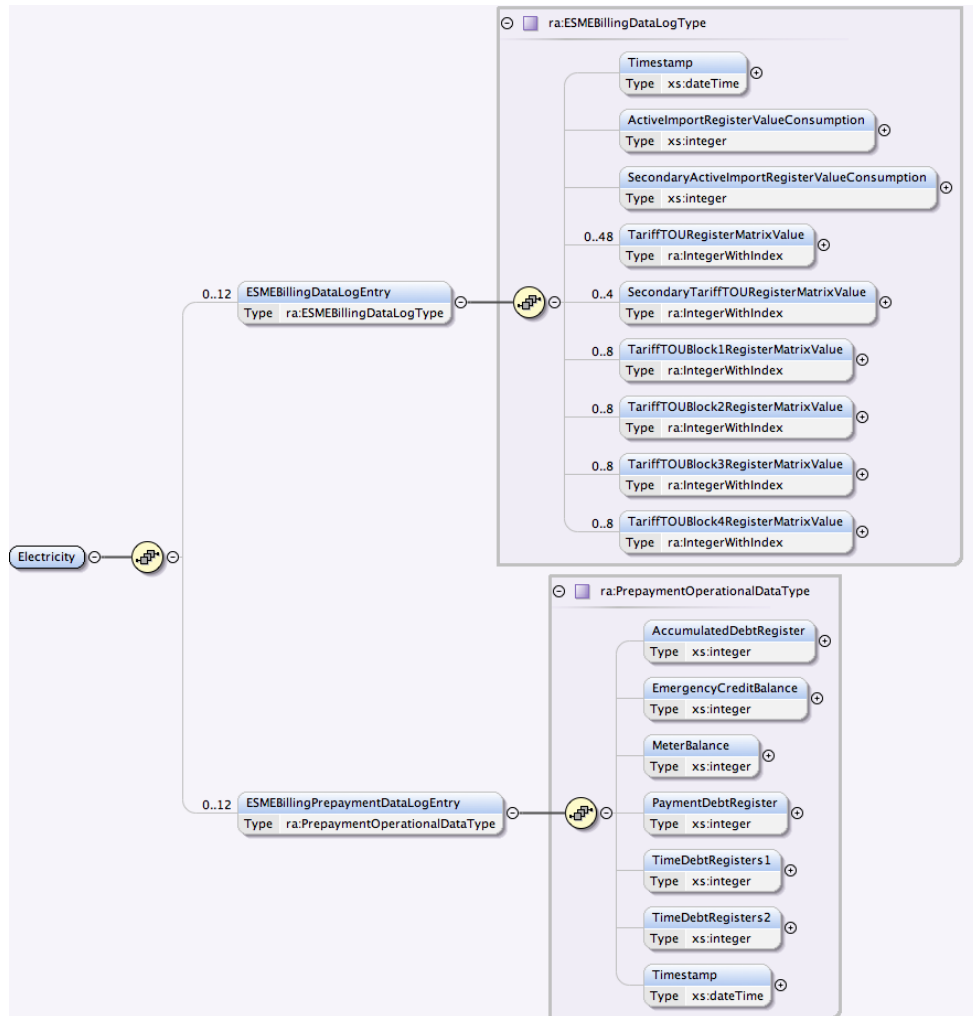 ra:ESMEBillingDataLogType
Timestamp
Type xs:dateTime
ActiveImportRegisterValueConsumption
Type xs:integer
SecondaryActiveImportRegisterValueConsumption
Type xs:integer
0..48 TariffTOURegisterMatrixValue
Type ra:IntegerWithIndex
0..12 ESMEBillingDataLogEntry
Type ra:ESMEBillingDataLogType
0..4 SecondaryTariffTOURegisterMatrixValue
Type ra:IntegerWithIndex
0..8 TariffTOUBlock1RegisterMatrixValue
Type ra:IntegerWithIndex
0..8 TariffTOUBlock2RegisterMatrixValue
Type ra:IntegerWithIndex
0..8 TariffTOUBlock3RegisterMatrixValue
Type ra:IntegerWithIndex
0..8 TariffTOUBlock4RegisterMatrixValue
Type ra:IntegerWithIndex
Electricity
ra:PrepaymentOperationalDataType
AccumulatedDebtRegister
Type xs:integer
EmergencyCreditBalance
Type xs:integer
MeterBalance
Type xs:integer
0..12 ESMEBillingPrepaymentDataLogEntry
Type ra:PrepaymentOperationalDataType
PaymentDebtRegister
Type xs:integer
TimeDebtRegisters1
Type xs:integer
TimeDebtRegisters2
Type xs:integer
Timestamp
Type xs:dateTime